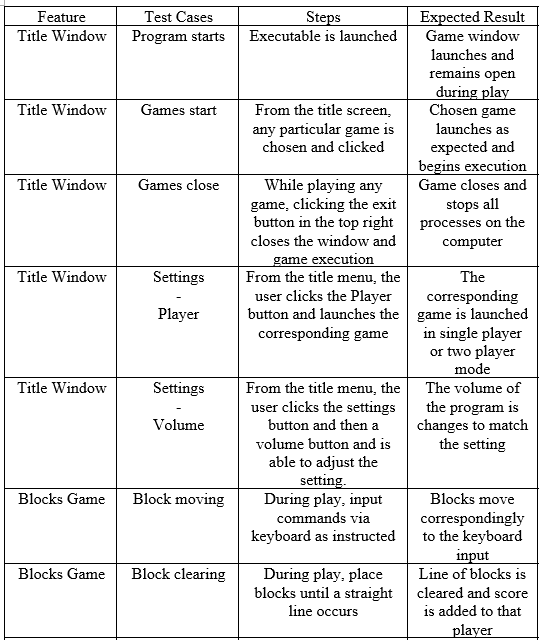 Feature Test Cases Steps Expected Result
Title Window Program starts Executable is launched Game window
launches and
remains open
during play
Title Window Games start From the title screen, Chosen game
any particular game is launches as
chosen and clicked expected and
begins execution
Title Window Games close While playing any Game closes and
game, clicking the exit stops all
button in the top right processes on the
closes the window and computer
game execution
Title Window Settings From the title menu, the The
- user clicks the Player corresponding
Player button and launches the game is launched
corresponding game in single player
or two player
mode
Title Window Settings From the title menu, the The volume of
- user clicks the settings the program is
Volume button and then a changes to match
volume button and is the setting
able to adjust the
setting.
Blocks Game Block moving During play, input Blocks move
commands via correspondingly
keyboard as instructed to the keyboard
input
Blocks Game Block clearing During play, place Line of blocks is
blocks until a straight cleared and score
line occurs is added to that
player